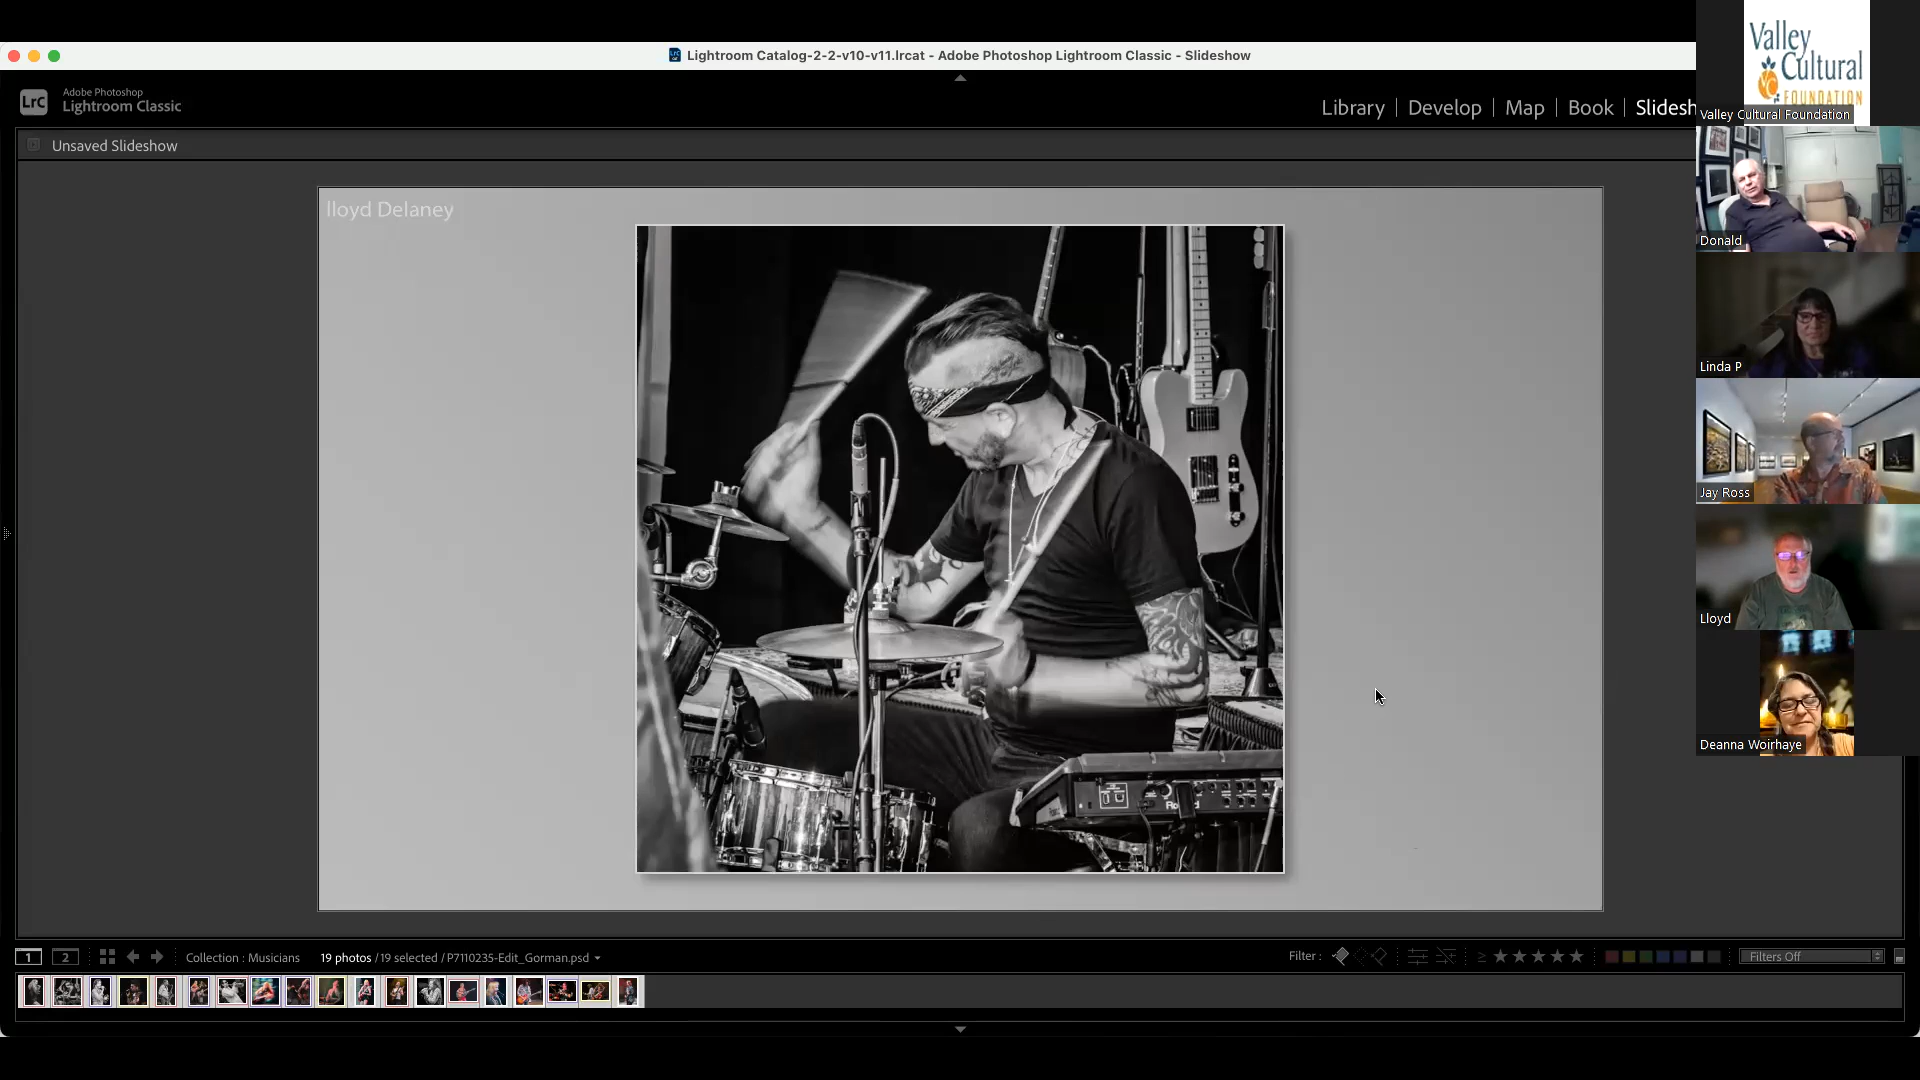 Lightroom Catalog-2-2-v10-v11.lrcat - Adobe Photoshop Lightroom Classic - Slideshow
LrC
Adobe Photoshop
Lightroom Classic
Library | Develop | Map | Book | Slidesh
Unsaved Slideshow
lloyd Delaney
Valley
Cultural
FOUNDATION
Valley Cultural Foundation
Donald
Linda P
Jay Ross
Lloyd
Deanna Woirhaye
1
2
Collection : Musicians
19 photos / 19 selected / P7110235-Edit_Gorman.psd
Filter :
Filters Off